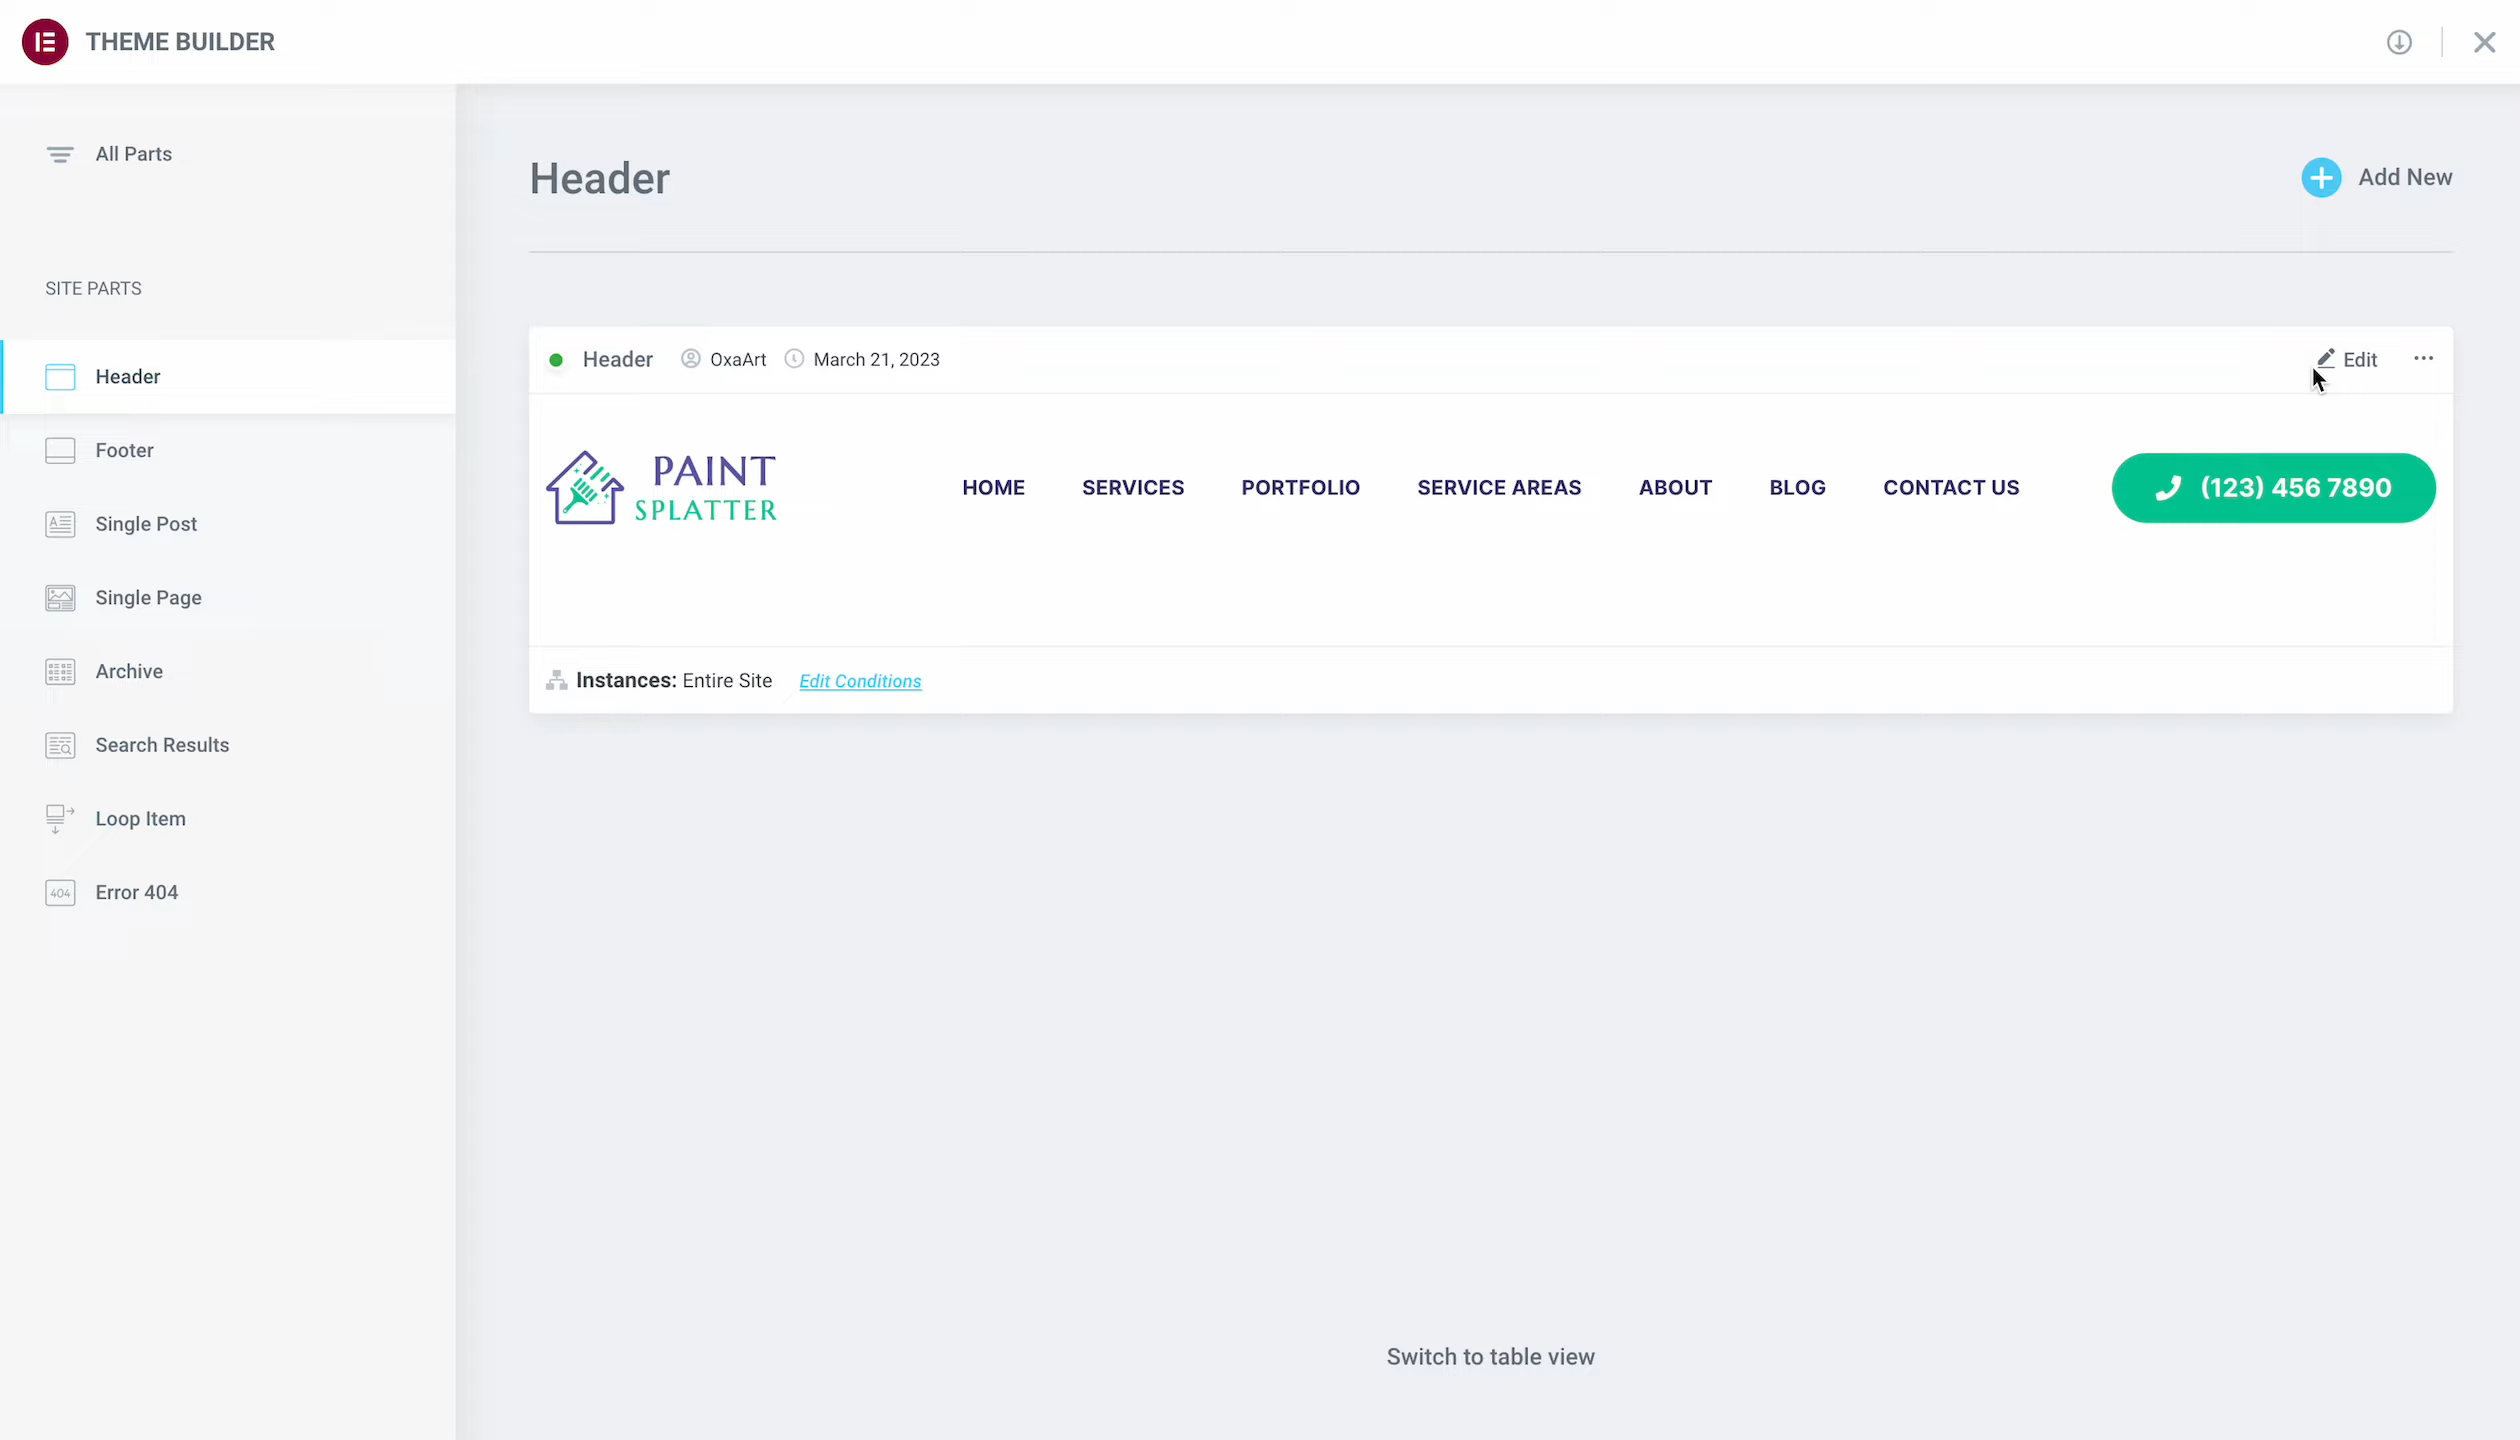 THEME BUILDER
All Parts
SITE PARTS
Header
Footer
Single Post
Single Page
Archive
Search Results
Loop Item
404 Error 404
Header
Add New
Header OxaArt March 21, 2023 Edit
PAINT
SPLATTER
HOME SERVICES PORTFOLIO SERVICE AREAS ABOUT BLOG CONTACT US (123) 456 7890
Instances: Entire Site Edit Conditions
Switch to table view